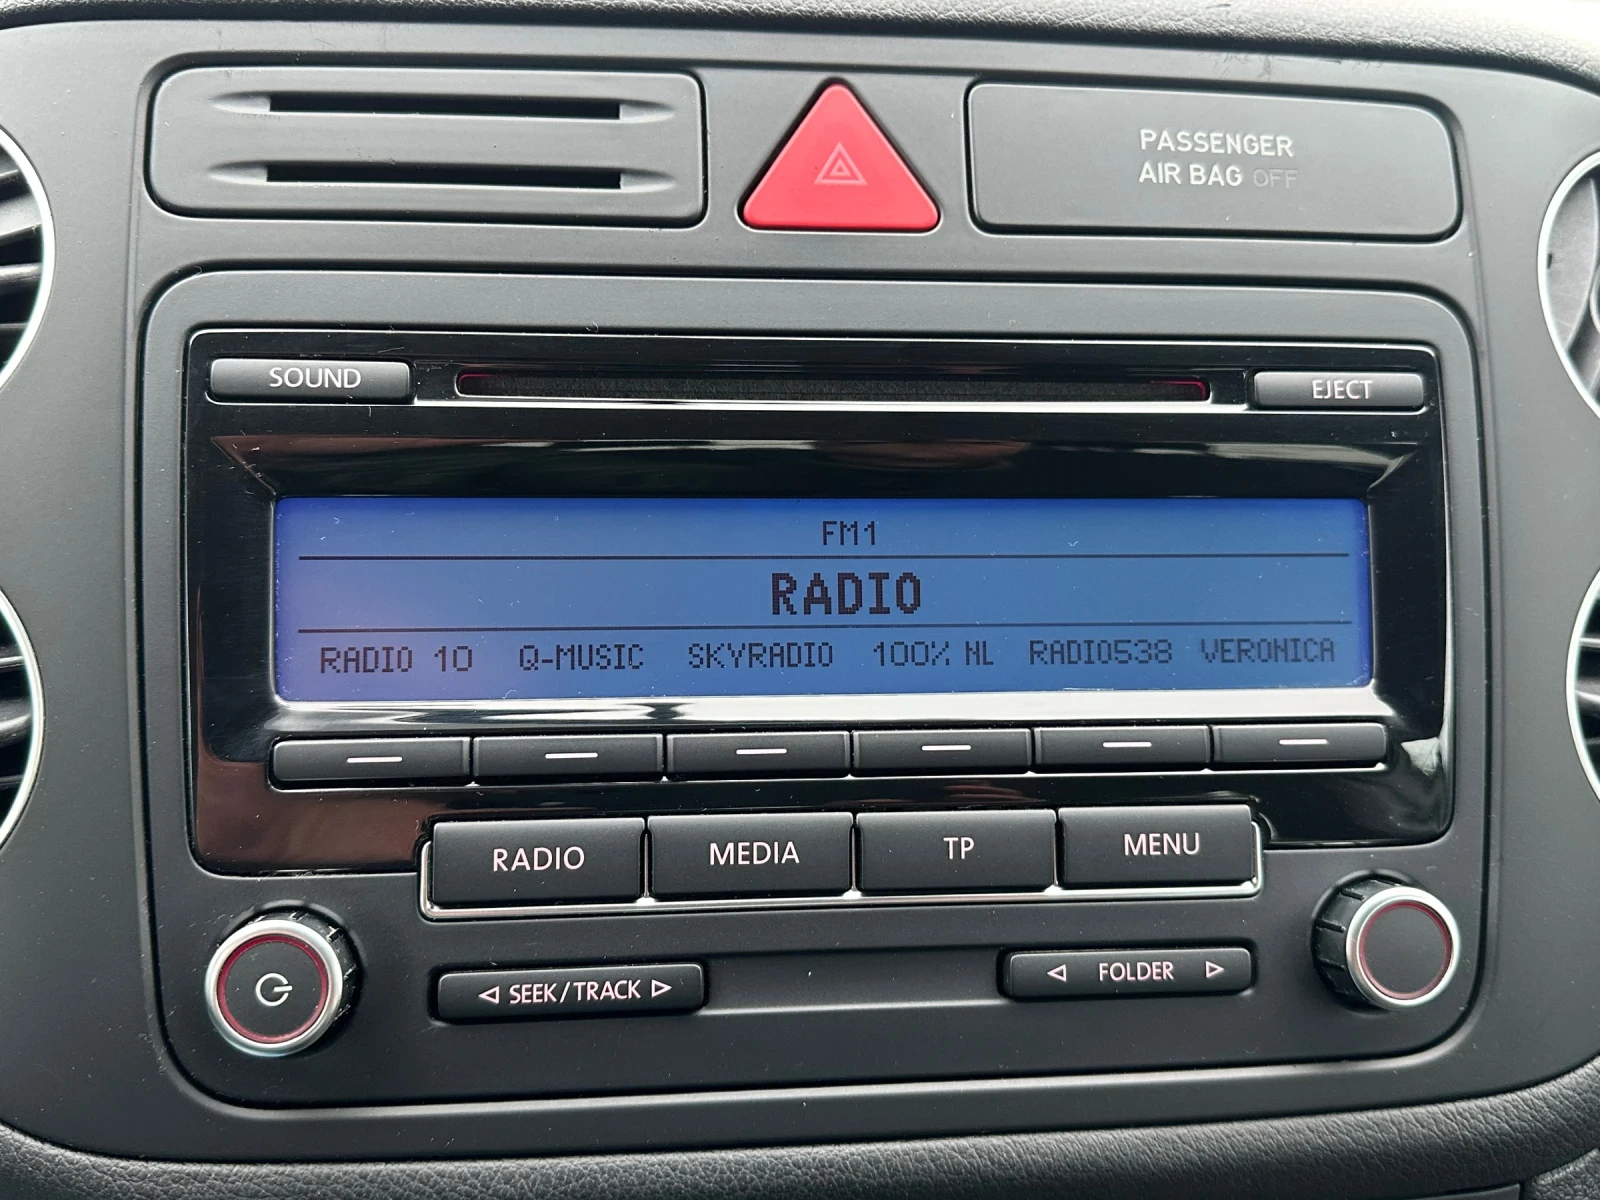 PASSENGER
AIR BAG OFF
SOUND
EJECT
FM1
RADIO
RADIO 10 Q-MUSIC SKYRADIO 100% NL RADIO538 VERONICA
RADIO MEDIA TP MENU
SEEK/TRACK
FOLDER